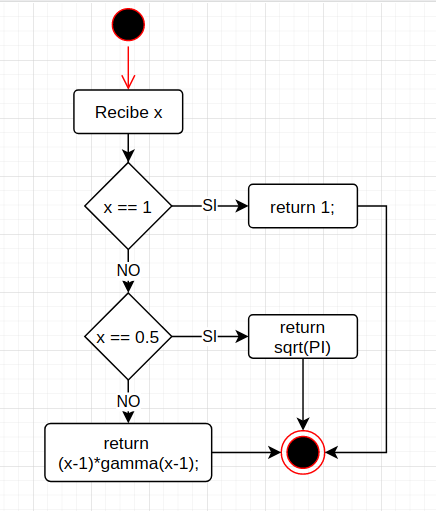 Recibe x
x == 1
SI
return 1;
NO
x == 0.5
SI
return
sqrt(PI)
NO
return
(x-1)*gamma(x-1);